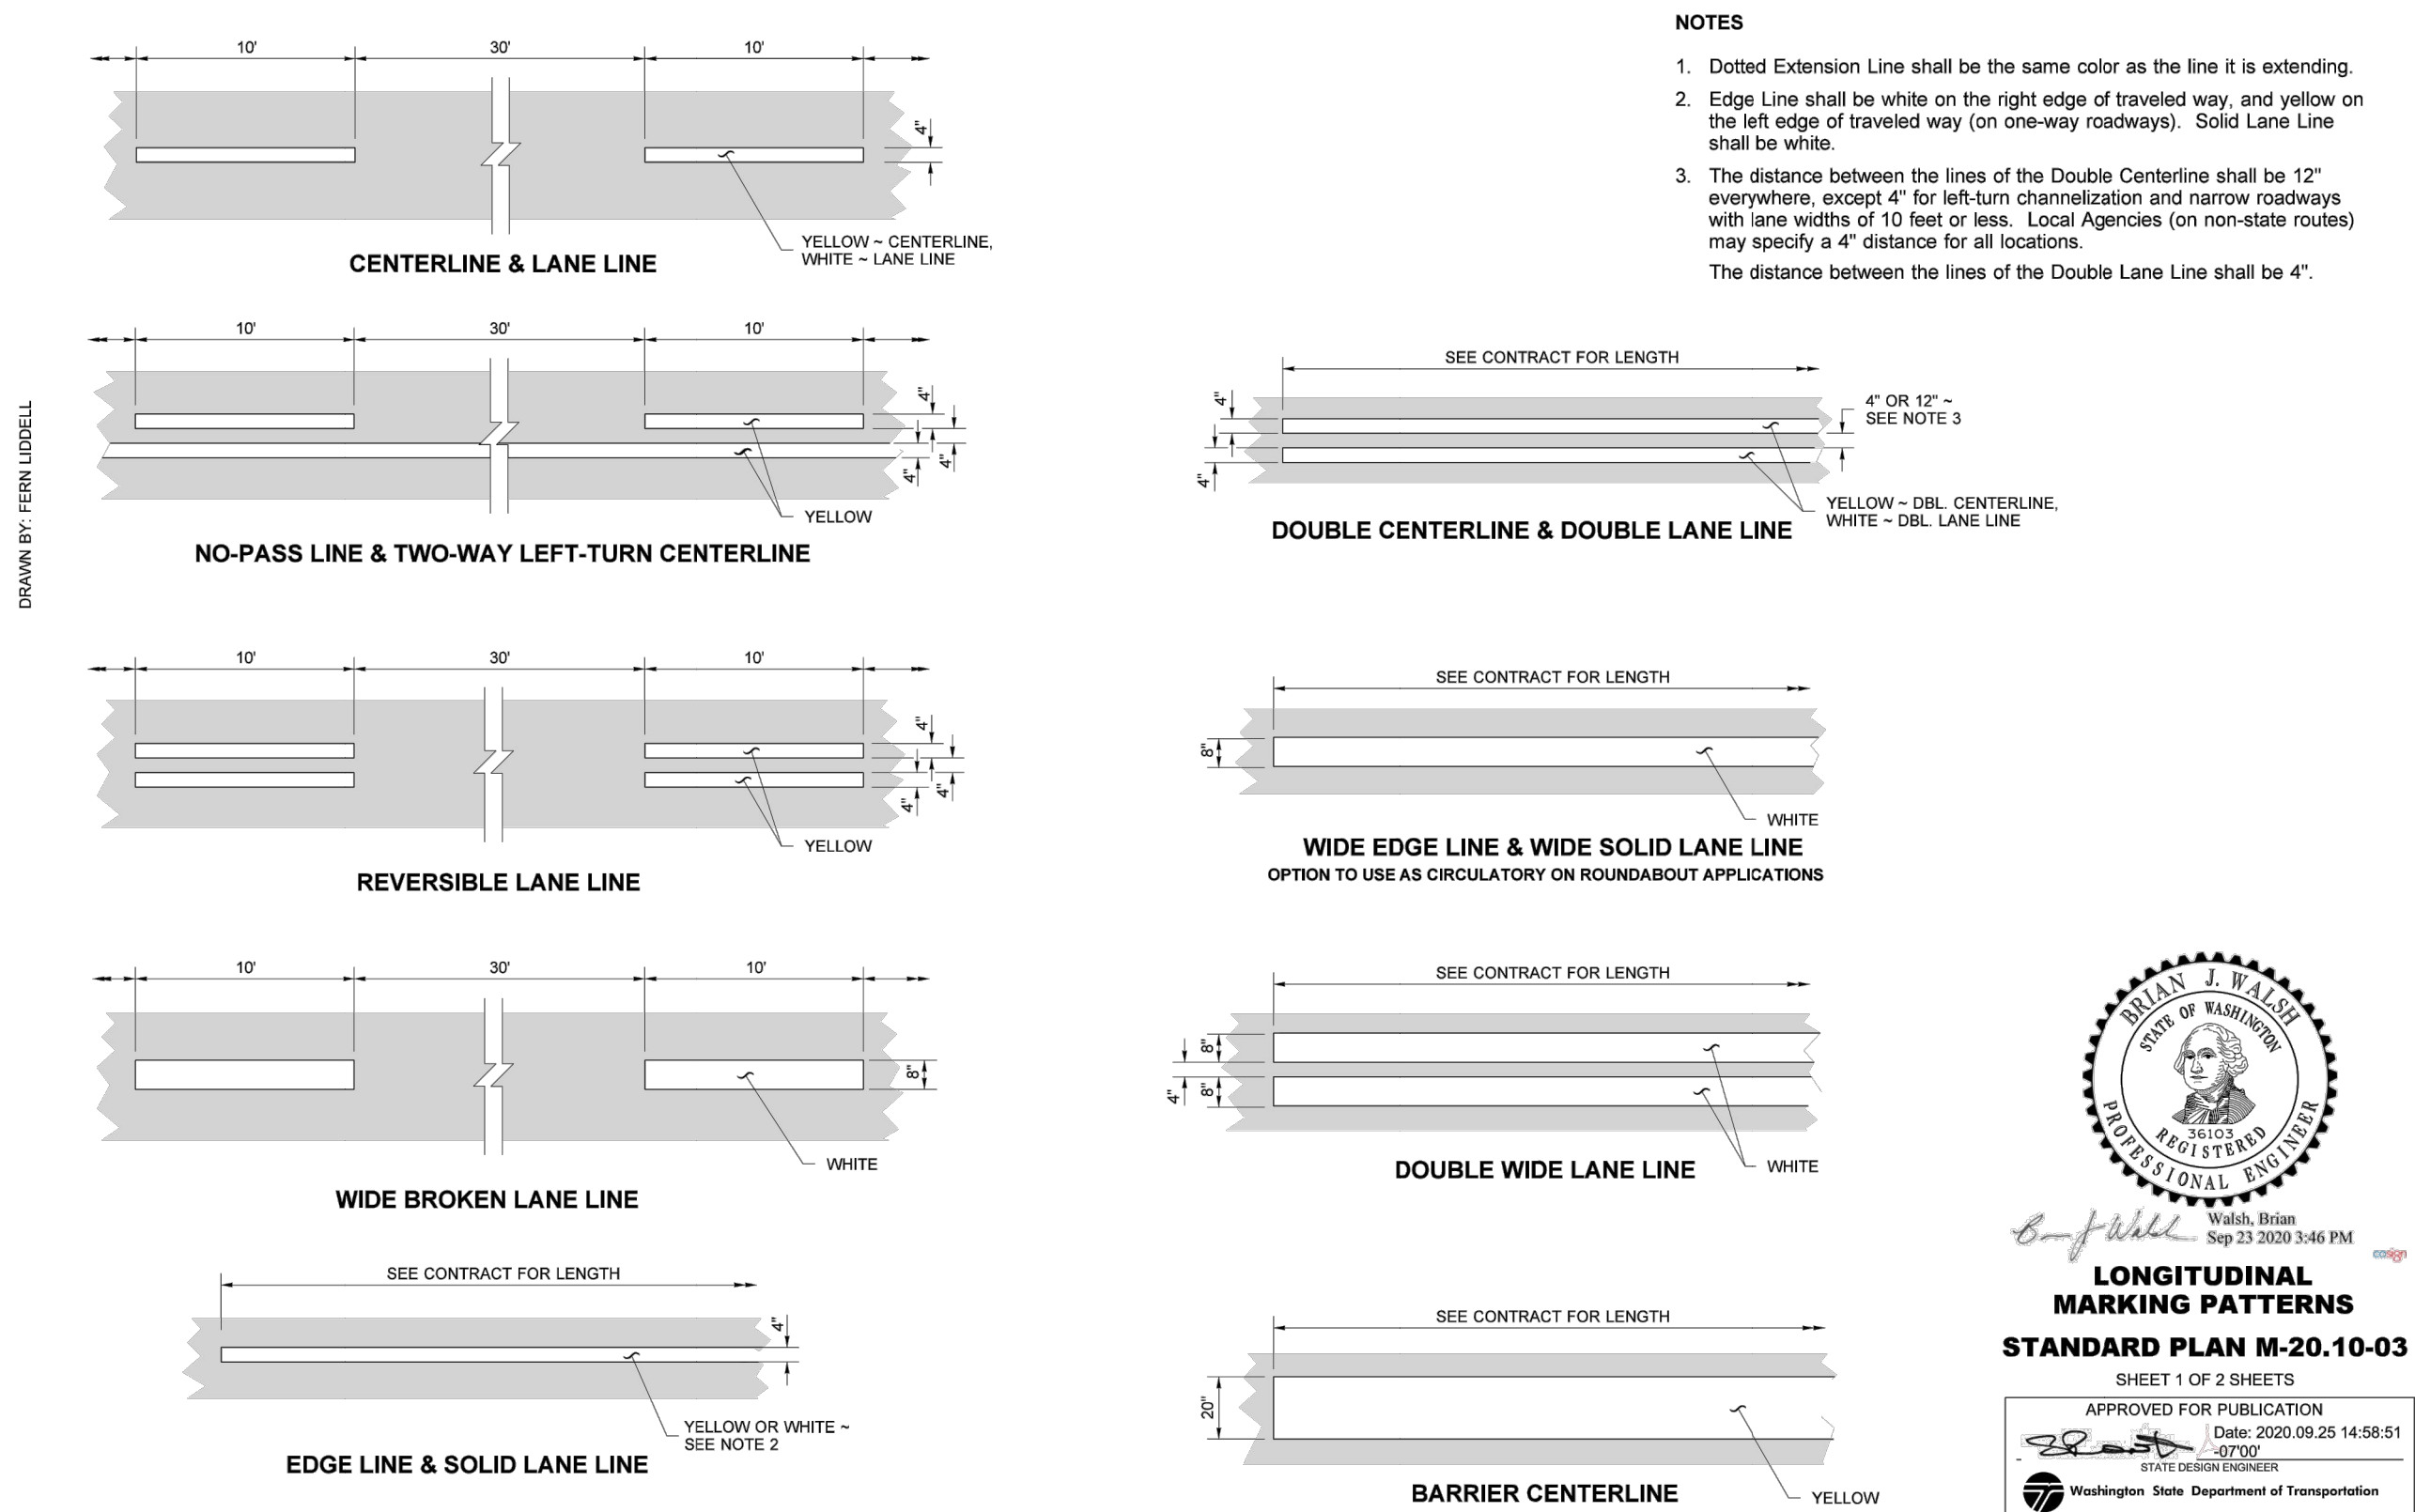 DRAWN BY: FERN LIDDELL
10'
30'
10'
4"
YELLOW ~ CENTERLINE,
WHITE ~ LANE LINE
CENTERLINE & LANE LINE
10'
30'
10'
4"
4"
4"
YELLOW
NO-PASS LINE & TWO-WAY LEFT-TURN CENTERLINE
10'
30'
10'
4"
4"
4"
YELLOW
REVERSIBLE LANE LINE
10'
30'
10'
8"
WHITE
WIDE BROKEN LANE LINE
SEE CONTRACT FOR LENGTH
4"
YELLOW OR WHITE ~
SEE NOTE 2
EDGE LINE & SOLID LANE LINE
NOTES
1. Dotted Extension Line shall be the same color as the line it is extending.
2. Edge Line shall be white on the right edge of traveled way, and yellow on
the left edge of traveled way (on one-way roadways). Solid Lane Line
shall be white.
3. The distance between the lines of the Double Centerline shall be 12"
everywhere, except 4" for left-turn channelization and narrow roadways
with lane widths of 10 feet or less. Local Agencies (on non-state routes)
may specify a 4" distance for all locations.
The distance between the lines of the Double Lane Line shall be 4".
SEE CONTRACT FOR LENGTH
4"
4"
4" OR 12" ~
SEE NOTE 3
YELLOW ~ DBL. CENTERLINE,
WHITE ~ DBL. LANE LINE
DOUBLE CENTERLINE & DOUBLE LANE LINE
SEE CONTRACT FOR LENGTH
8"
WHITE
WIDE EDGE LINE & WIDE SOLID LANE LINE
OPTION TO USE AS CIRCULATORY ON ROUNDABOUT APPLICATIONS
SEE CONTRACT FOR LENGTH
8"
4"
8"
WHITE
DOUBLE WIDE LANE LINE
SEE CONTRACT FOR LENGTH
20"
YELLOW
BARRIER CENTERLINE
BRIAN J. WALSH
STATE OF WASHINGTON
36103
REGISTERED
PROFESSIONAL ENGINEER
Walsh, Brian
Sep 23 2020 3:46 PM
cosign
LONGITUDINAL
MARKING PATTERNS
STANDARD PLAN M-20.10-03
SHEET 1 OF 2 SHEETS
APPROVED FOR PUBLICATION
Date: 2020.09.25 14:58:51
-07'00'
STATE DESIGN ENGINEER
Washington State Department of Transportation